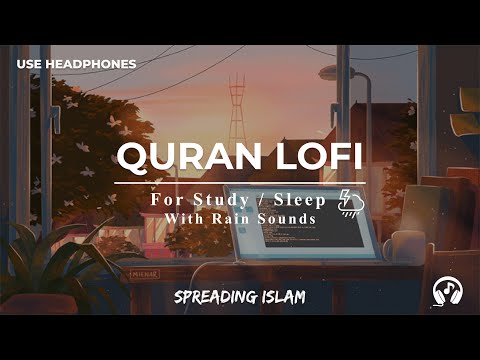 USE HEADPHONES
QURAN LOFI
For Study / Sleep
With Rain Sounds
SPREADING ISLAM